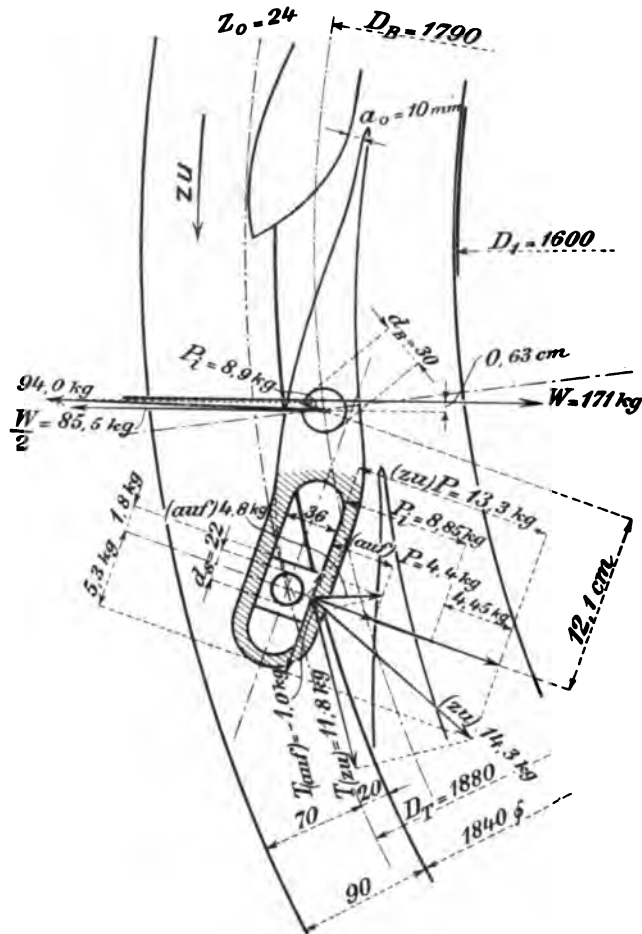 Z₀ = 24
D_B = 1790
a₀ = 10 mm
zu
D₁ = 1600
d_B = 30
P_i = 8,9 kg
0,63 cm
94,0 kg
W = 171 kg
W/2 = 85,5 kg
(zu) P = 13,3 kg
P_i = 8,85 kg
(auf) P = 4,4 kg
4,45 kg
(auf) 4,8 kg
36
1,8 kg
5,3 kg
22
12,1 cm
(zu) 14,3 kg
T(auf) = -1,0 kg
T(zu) = 11,8 kg
70
20
D_T = 1880
1840 ∮
90